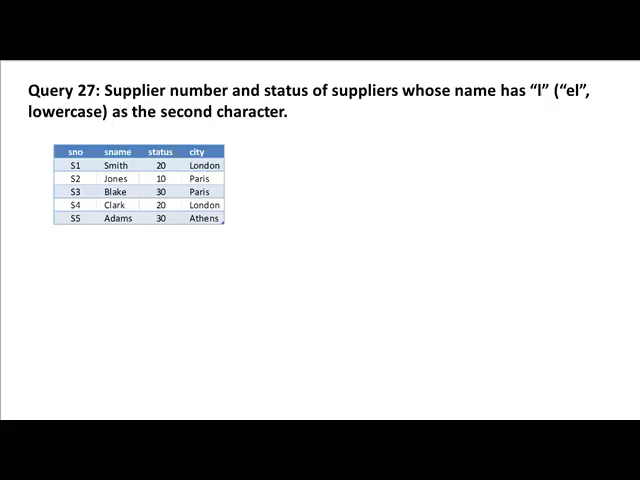 Query 27: Supplier number and status of suppliers whose name has “l” (“el”,
lowercase) as the second character.
sno sname status city
S1 Smith 20 London
S2 Jones 10 Paris
S3 Blake 30 Paris
S4 Clark 20 London
S5 Adams 30 Athens